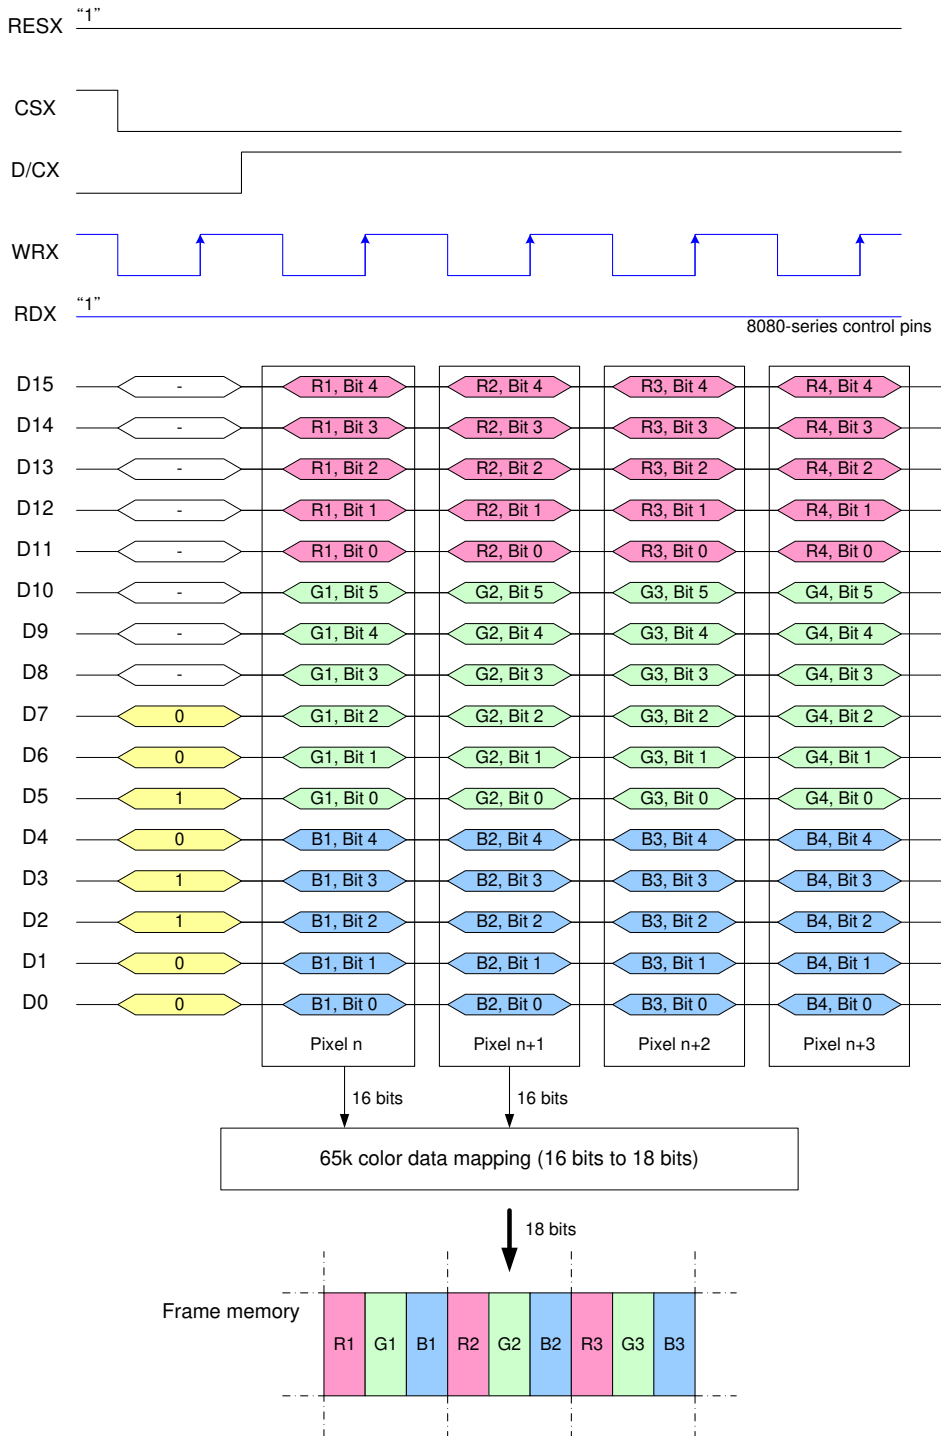 RESX “1”
CSX
D/CX
WRX
RDX “1”
8080-series control pins
D15 - R1, Bit 4 R2, Bit 4 R3, Bit 4 R4, Bit 4
D14 - R1, Bit 3 R2, Bit 3 R3, Bit 3 R4, Bit 3
D13 - R1, Bit 2 R2, Bit 2 R3, Bit 2 R4, Bit 2
D12 - R1, Bit 1 R2, Bit 1 R3, Bit 1 R4, Bit 1
D11 - R1, Bit 0 R2, Bit 0 R3, Bit 0 R4, Bit 0
D10 - G1, Bit 5 G2, Bit 5 G3, Bit 5 G4, Bit 5
D9 - G1, Bit 4 G2, Bit 4 G3, Bit 4 G4, Bit 4
D8 - G1, Bit 3 G2, Bit 3 G3, Bit 3 G4, Bit 3
D7 0 G1, Bit 2 G2, Bit 2 G3, Bit 2 G4, Bit 2
D6 0 G1, Bit 1 G2, Bit 1 G3, Bit 1 G4, Bit 1
D5 1 G1, Bit 0 G2, Bit 0 G3, Bit 0 G4, Bit 0
D4 0 B1, Bit 4 B2, Bit 4 B3, Bit 4 B4, Bit 4
D3 1 B1, Bit 3 B2, Bit 3 B3, Bit 3 B4, Bit 3
D2 1 B1, Bit 2 B2, Bit 2 B3, Bit 2 B4, Bit 2
D1 0 B1, Bit 1 B2, Bit 1 B3, Bit 1 B4, Bit 1
D0 0 B1, Bit 0 B2, Bit 0 B3, Bit 0 B4, Bit 0
Pixel n Pixel n+1 Pixel n+2 Pixel n+3
16 bits 16 bits
65k color data mapping (16 bits to 18 bits)
18 bits
Frame memory
R1 G1 B1 R2 G2 B2 R3 G3 B3